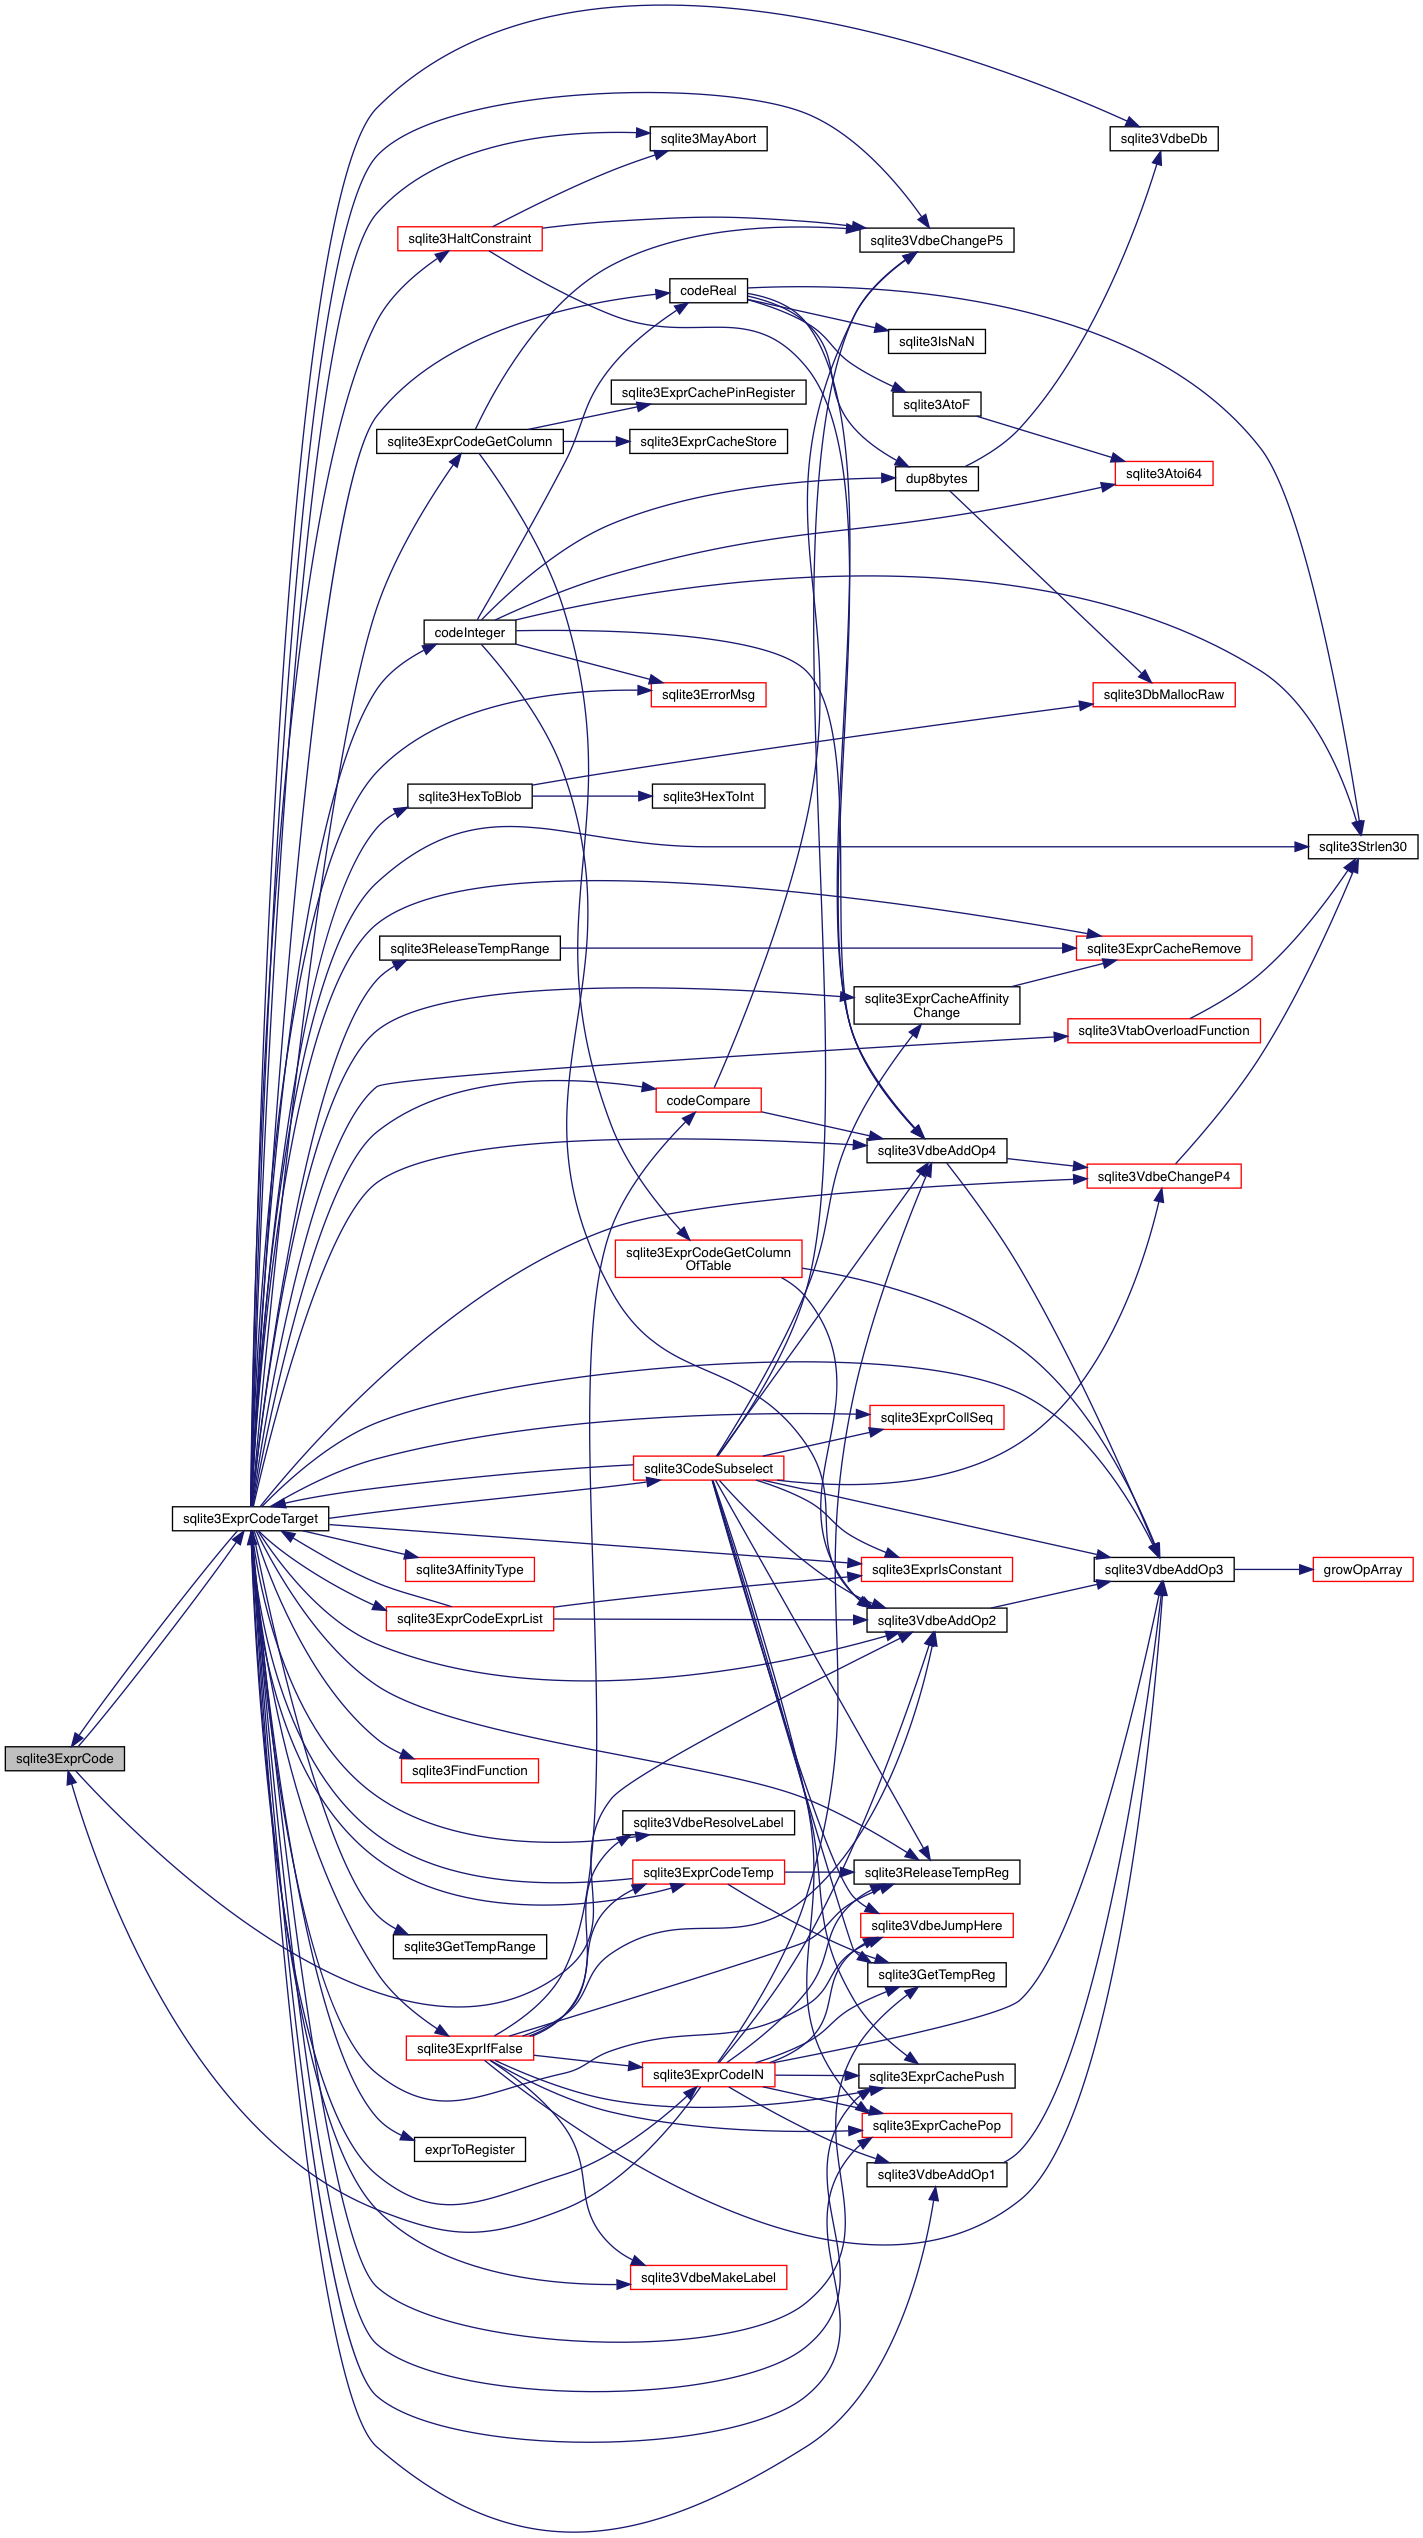 sqlite3VdbeDb
sqlite3MayAbort
sqlite3HaltConstraint
sqlite3VdbeChangeP5
codeReal
sqlite3IsNaN
sqlite3ExprCachePinRegister
sqlite3AtoF
sqlite3ExprCodeGetColumn
sqlite3ExprCacheStore
sqlite3Atoi64
dup8bytes
codeInteger
sqlite3ErrorMsg
sqlite3DbMallocRaw
sqlite3HexToBlob
sqlite3HexToInt
sqlite3Strlen30
sqlite3ReleaseTempRange
sqlite3ExprCacheRemove
sqlite3ExprCacheAffinity
Change
sqlite3VtabOverloadFunction
codeCompare
sqlite3VdbeAddOp4
sqlite3VdbeChangeP4
sqlite3ExprCodeGetColumn
OfTable
sqlite3ExprCollSeq
sqlite3CodeSubselect
sqlite3ExprCodeTarget
sqlite3AffinityType
sqlite3ExprIsConstant
sqlite3VdbeAddOp3
growOpArray
sqlite3ExprCodeExprList
sqlite3VdbeAddOp2
sqlite3ExprCode
sqlite3FindFunction
sqlite3VdbeResolveLabel
sqlite3ExprCodeTemp
sqlite3ReleaseTempReg
sqlite3VdbeJumpHere
sqlite3GetTempRange
sqlite3GetTempReg
sqlite3ExprIfFalse
sqlite3ExprCodeIN
sqlite3ExprCachePush
sqlite3ExprCachePop
exprToRegister
sqlite3VdbeAddOp1
sqlite3VdbeMakeLabel